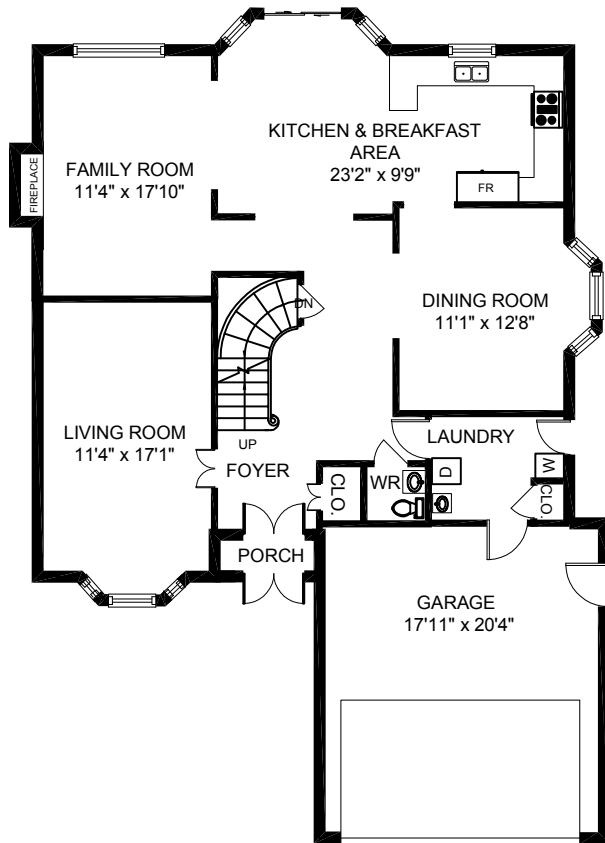 KITCHEN & BREAKFAST
AREA
23'2" x 9'9"
FAMILY ROOM
11'4" x 17'10"
FIREPLACE
FR
DN
DINING ROOM
11'1" x 12'8"
LIVING ROOM
11'4" x 17'1"
UP
FOYER
LAUNDRY
WR
D
W
CLO.
CLO.
PORCH
GARAGE
17'11" x 20'4"